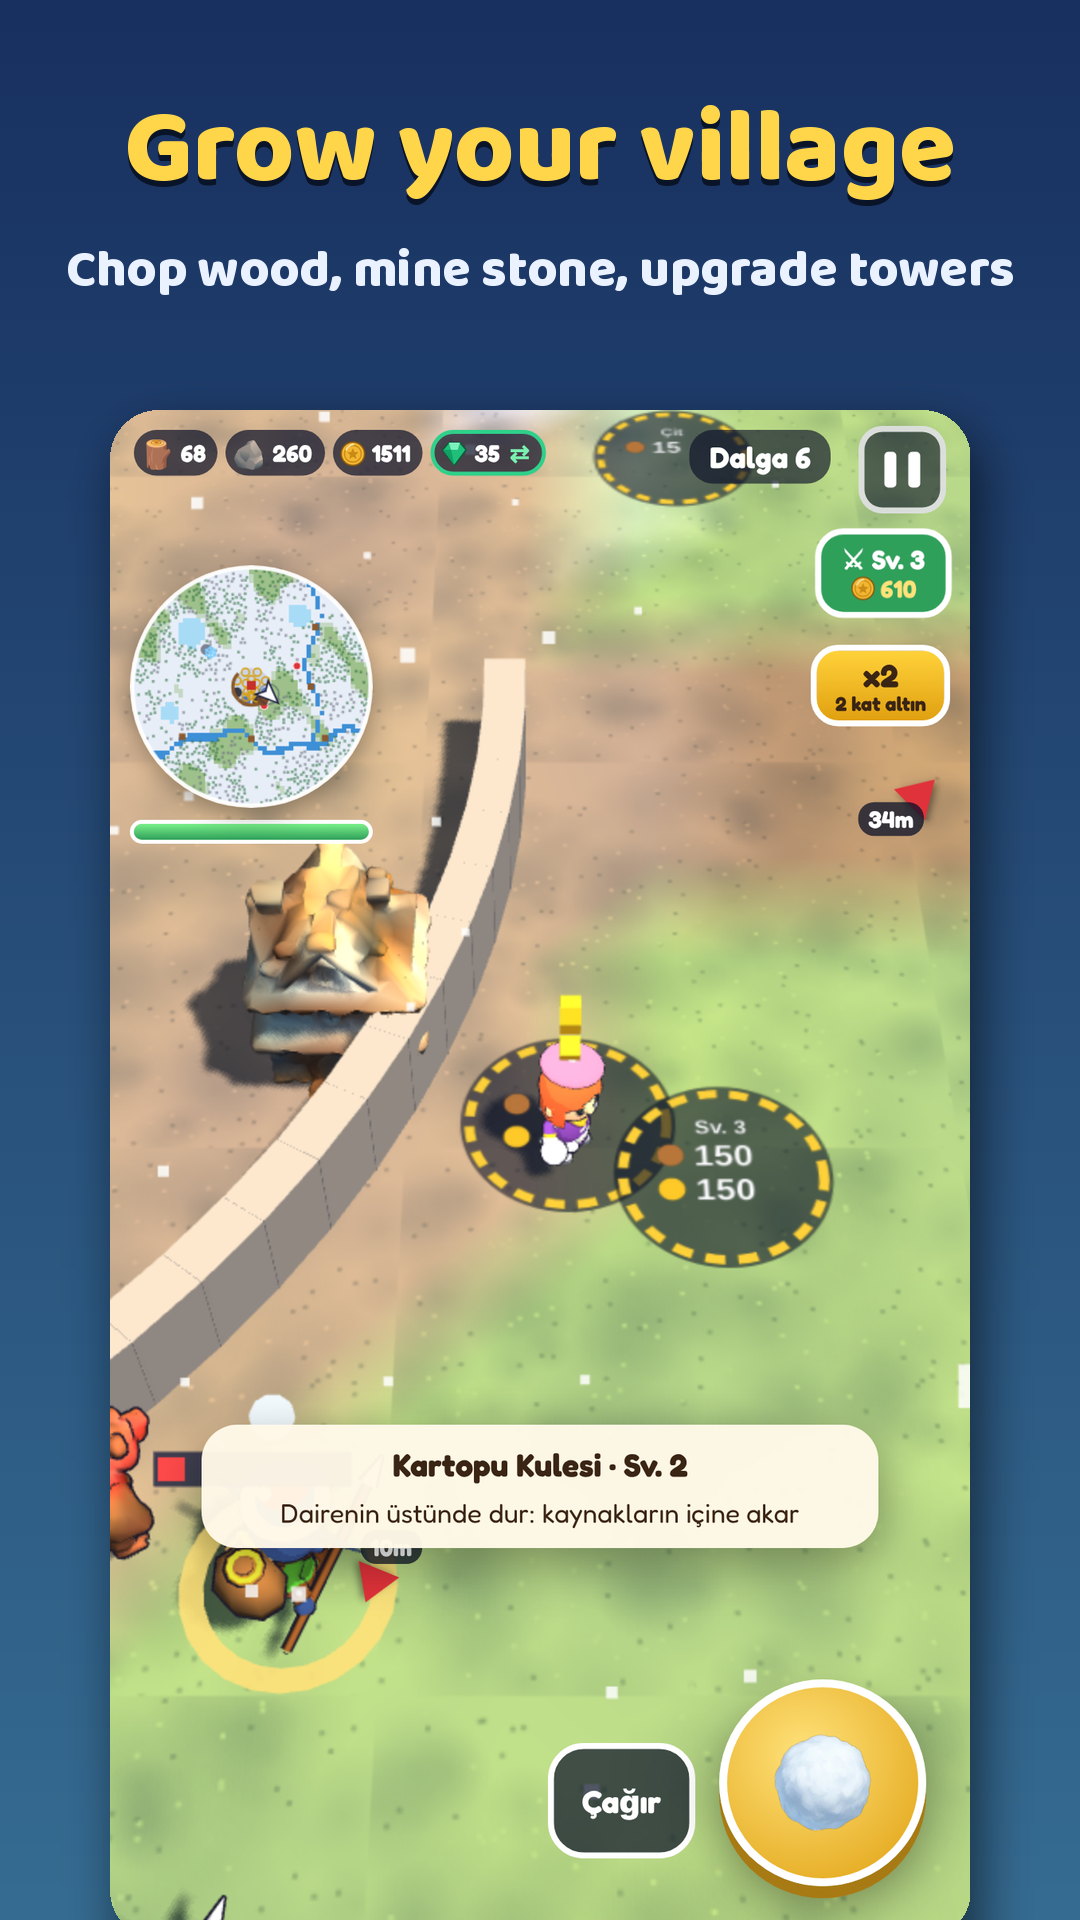 Grow your village
Chop wood, mine stone, upgrade towers
68 260 1511 35
Çit
15
Dalga 6
Sv. 3
610
x2
2 kat altın
34m
Sv. 3
150
150
Kartopu Kulesi · Sv. 2
Dairenin üstünde dur: kaynakların içine akar
10m
Çağır